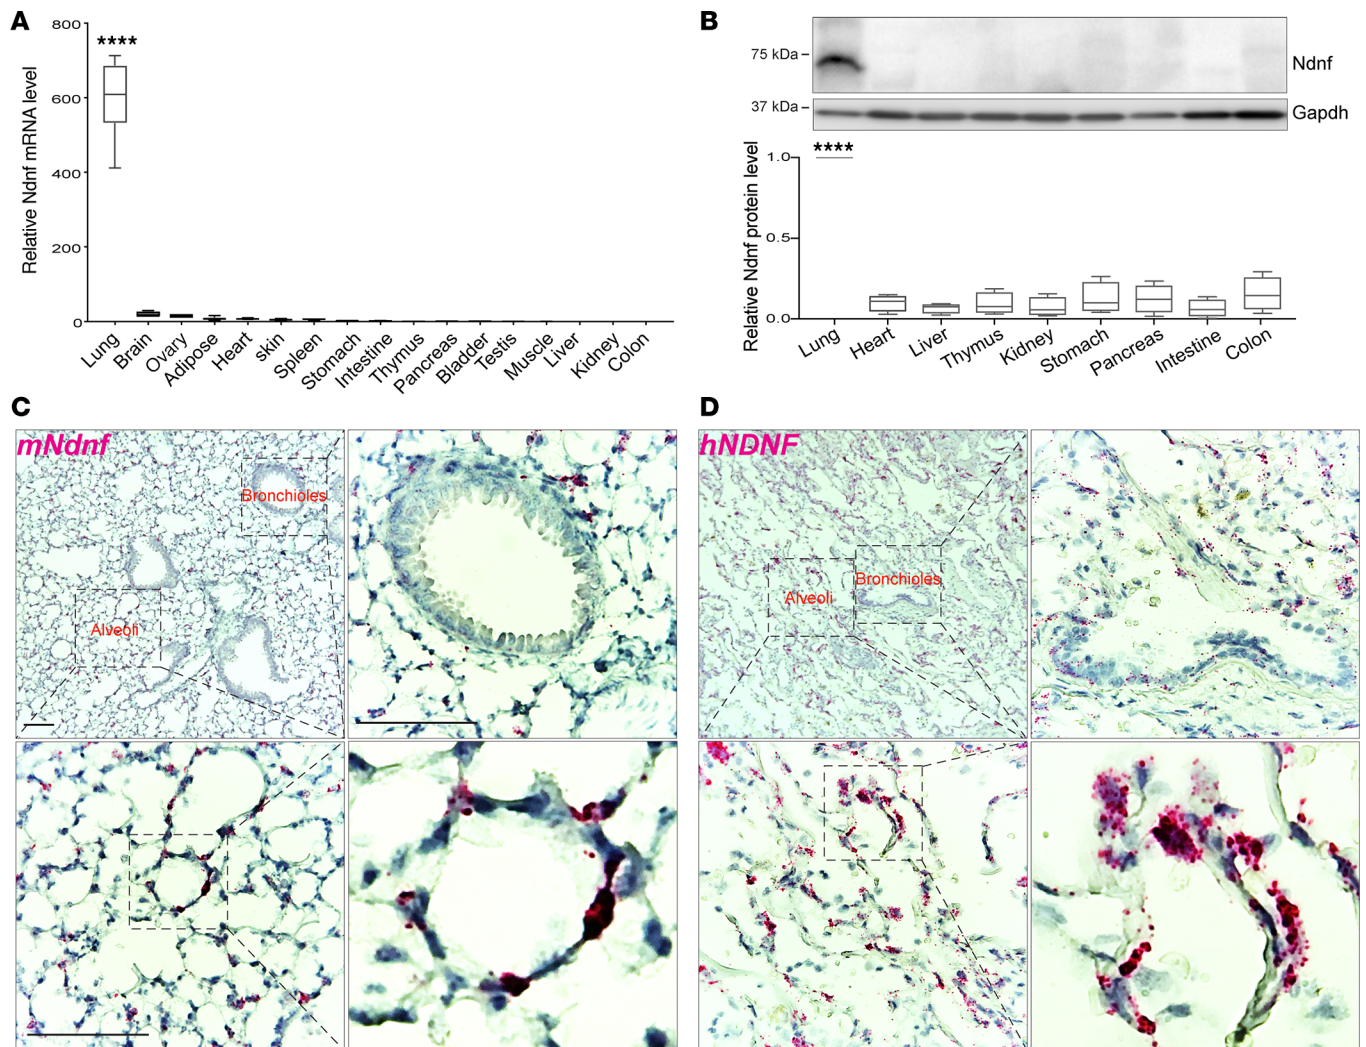 A
Relative Ndnf mRNA level
800
600
400
200
0
****
Lung
Brain
Ovary
Adipose
Heart
skin
Spleen
Stomach
Intestine
Thymus
Pancreas
Bladder
Testis
Muscle
Liver
Kidney
Colon
B
75 kDa
Ndnf
37 kDa
Gapdh
Relative Ndnf protein level
1.0
0.5
0.0
****
Lung
Heart
Liver
Thymus
Kidney
Stomach
Pancreas
Intestine
Colon
C
mNdnf
Bronchioles
Alveoli
D
hNDNF
Bronchioles
Alveoli